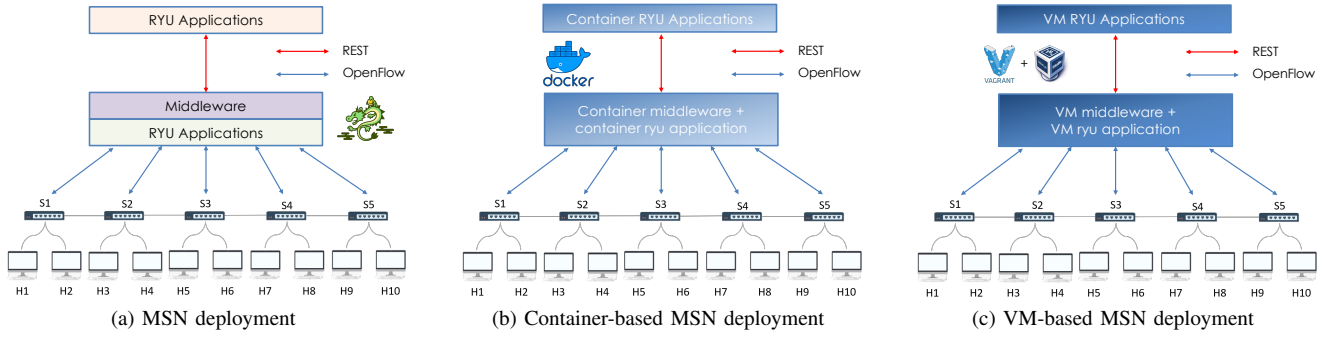 RYU Applications
REST
OpenFlow
Middleware
RYU Applications
S1 S2 S3 S4 S5
H1 H2 H3 H4 H5 H6 H7 H8 H9 H10
(a) MSN deployment
Container RYU Applications
docker
REST
OpenFlow
Container middleware +
container ryu application
S1 S2 S3 S4 S5
H1 H2 H3 H4 H5 H6 H7 H8 H9 H10
(b) Container-based MSN deployment
VM RYU Applications
VAGRANT
+
REST
OpenFlow
VM middleware +
VM ryu application
S1 S2 S3 S4 S5
H1 H2 H3 H4 H5 H6 H7 H8 H9 H10
(c) VM-based MSN deployment